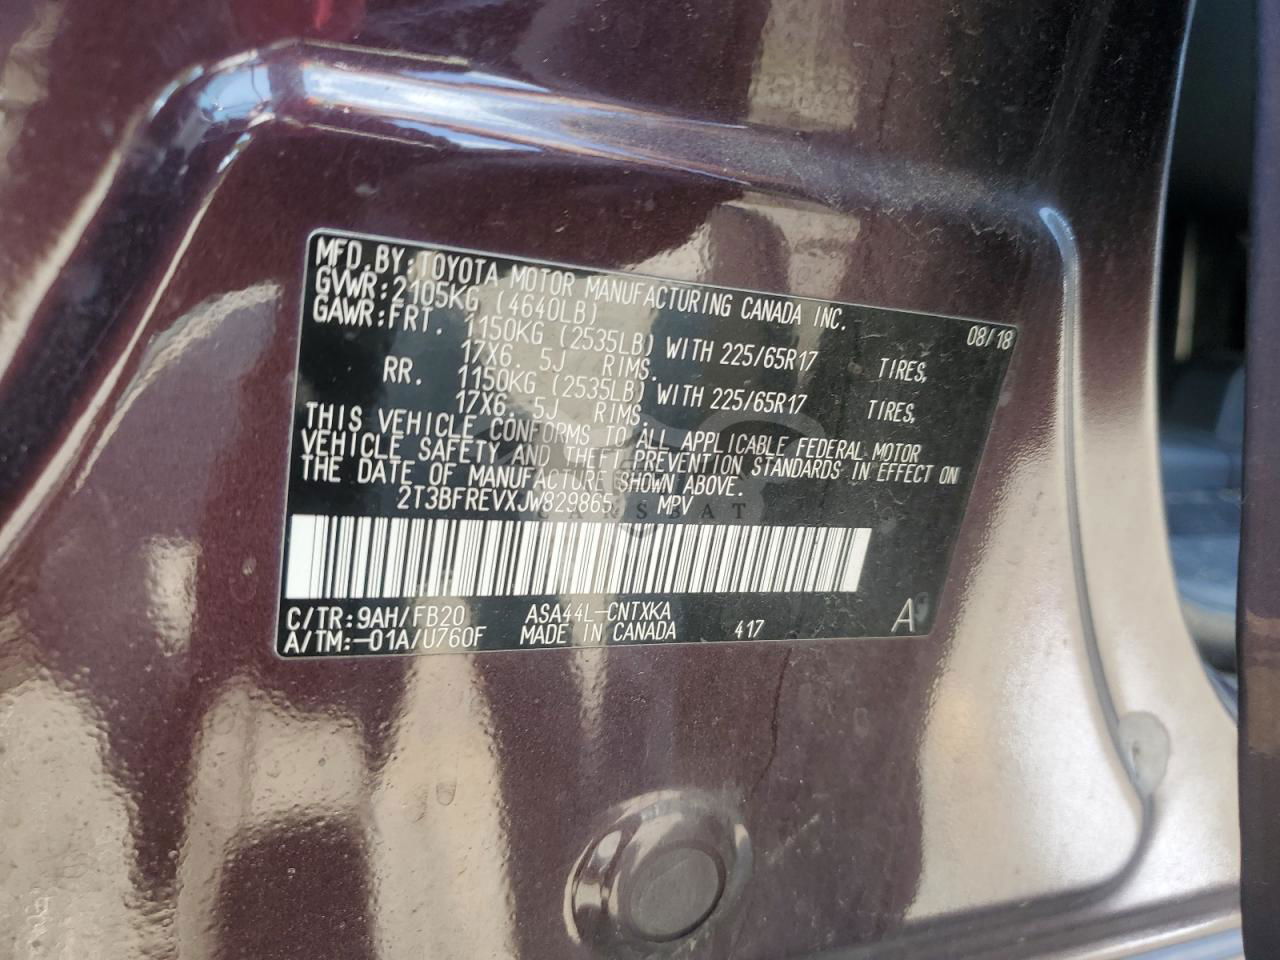 MFD. BY: TOYOTA MOTOR MANUFACTURING CANADA INC. 08/18
GVWR: 2105KG (4640LB)
GAWR: FRT. 1150KG (2535LB) WITH 225/65R17 TIRES,
17X6. 5J RIMS.
RR. 1150KG (2535LB) WITH 225/65R17 TIRES,
17X6. 5J RIMS.
THIS VEHICLE CONFORMS TO ALL APPLICABLE FEDERAL MOTOR
VEHICLE SAFETY AND THEFT PREVENTION STANDARDS IN EFFECT ON
THE DATE OF MANUFACTURE SHOWN ABOVE.
2T3BFREVXJW829865 MPV
C/TR: 9AH/FB20 ASA44L-CNTXKA
A/TM:-01A/U760F MADE IN CANADA 417 A